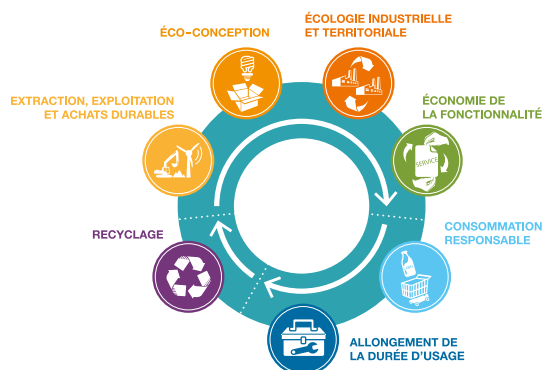 ÉCO-CONCEPTION
ÉCOLOGIE INDUSTRIELLE
ET TERRITORIALE
EXTRACTION, EXPLOITATION
ET ACHATS DURABLES
ÉCONOMIE DE
LA FONCTIONNALITÉ
SERVICE
RECYCLAGE
CONSOMMATION
RESPONSABLE
ALLONGEMENT DE
LA DURÉE D'USAGE